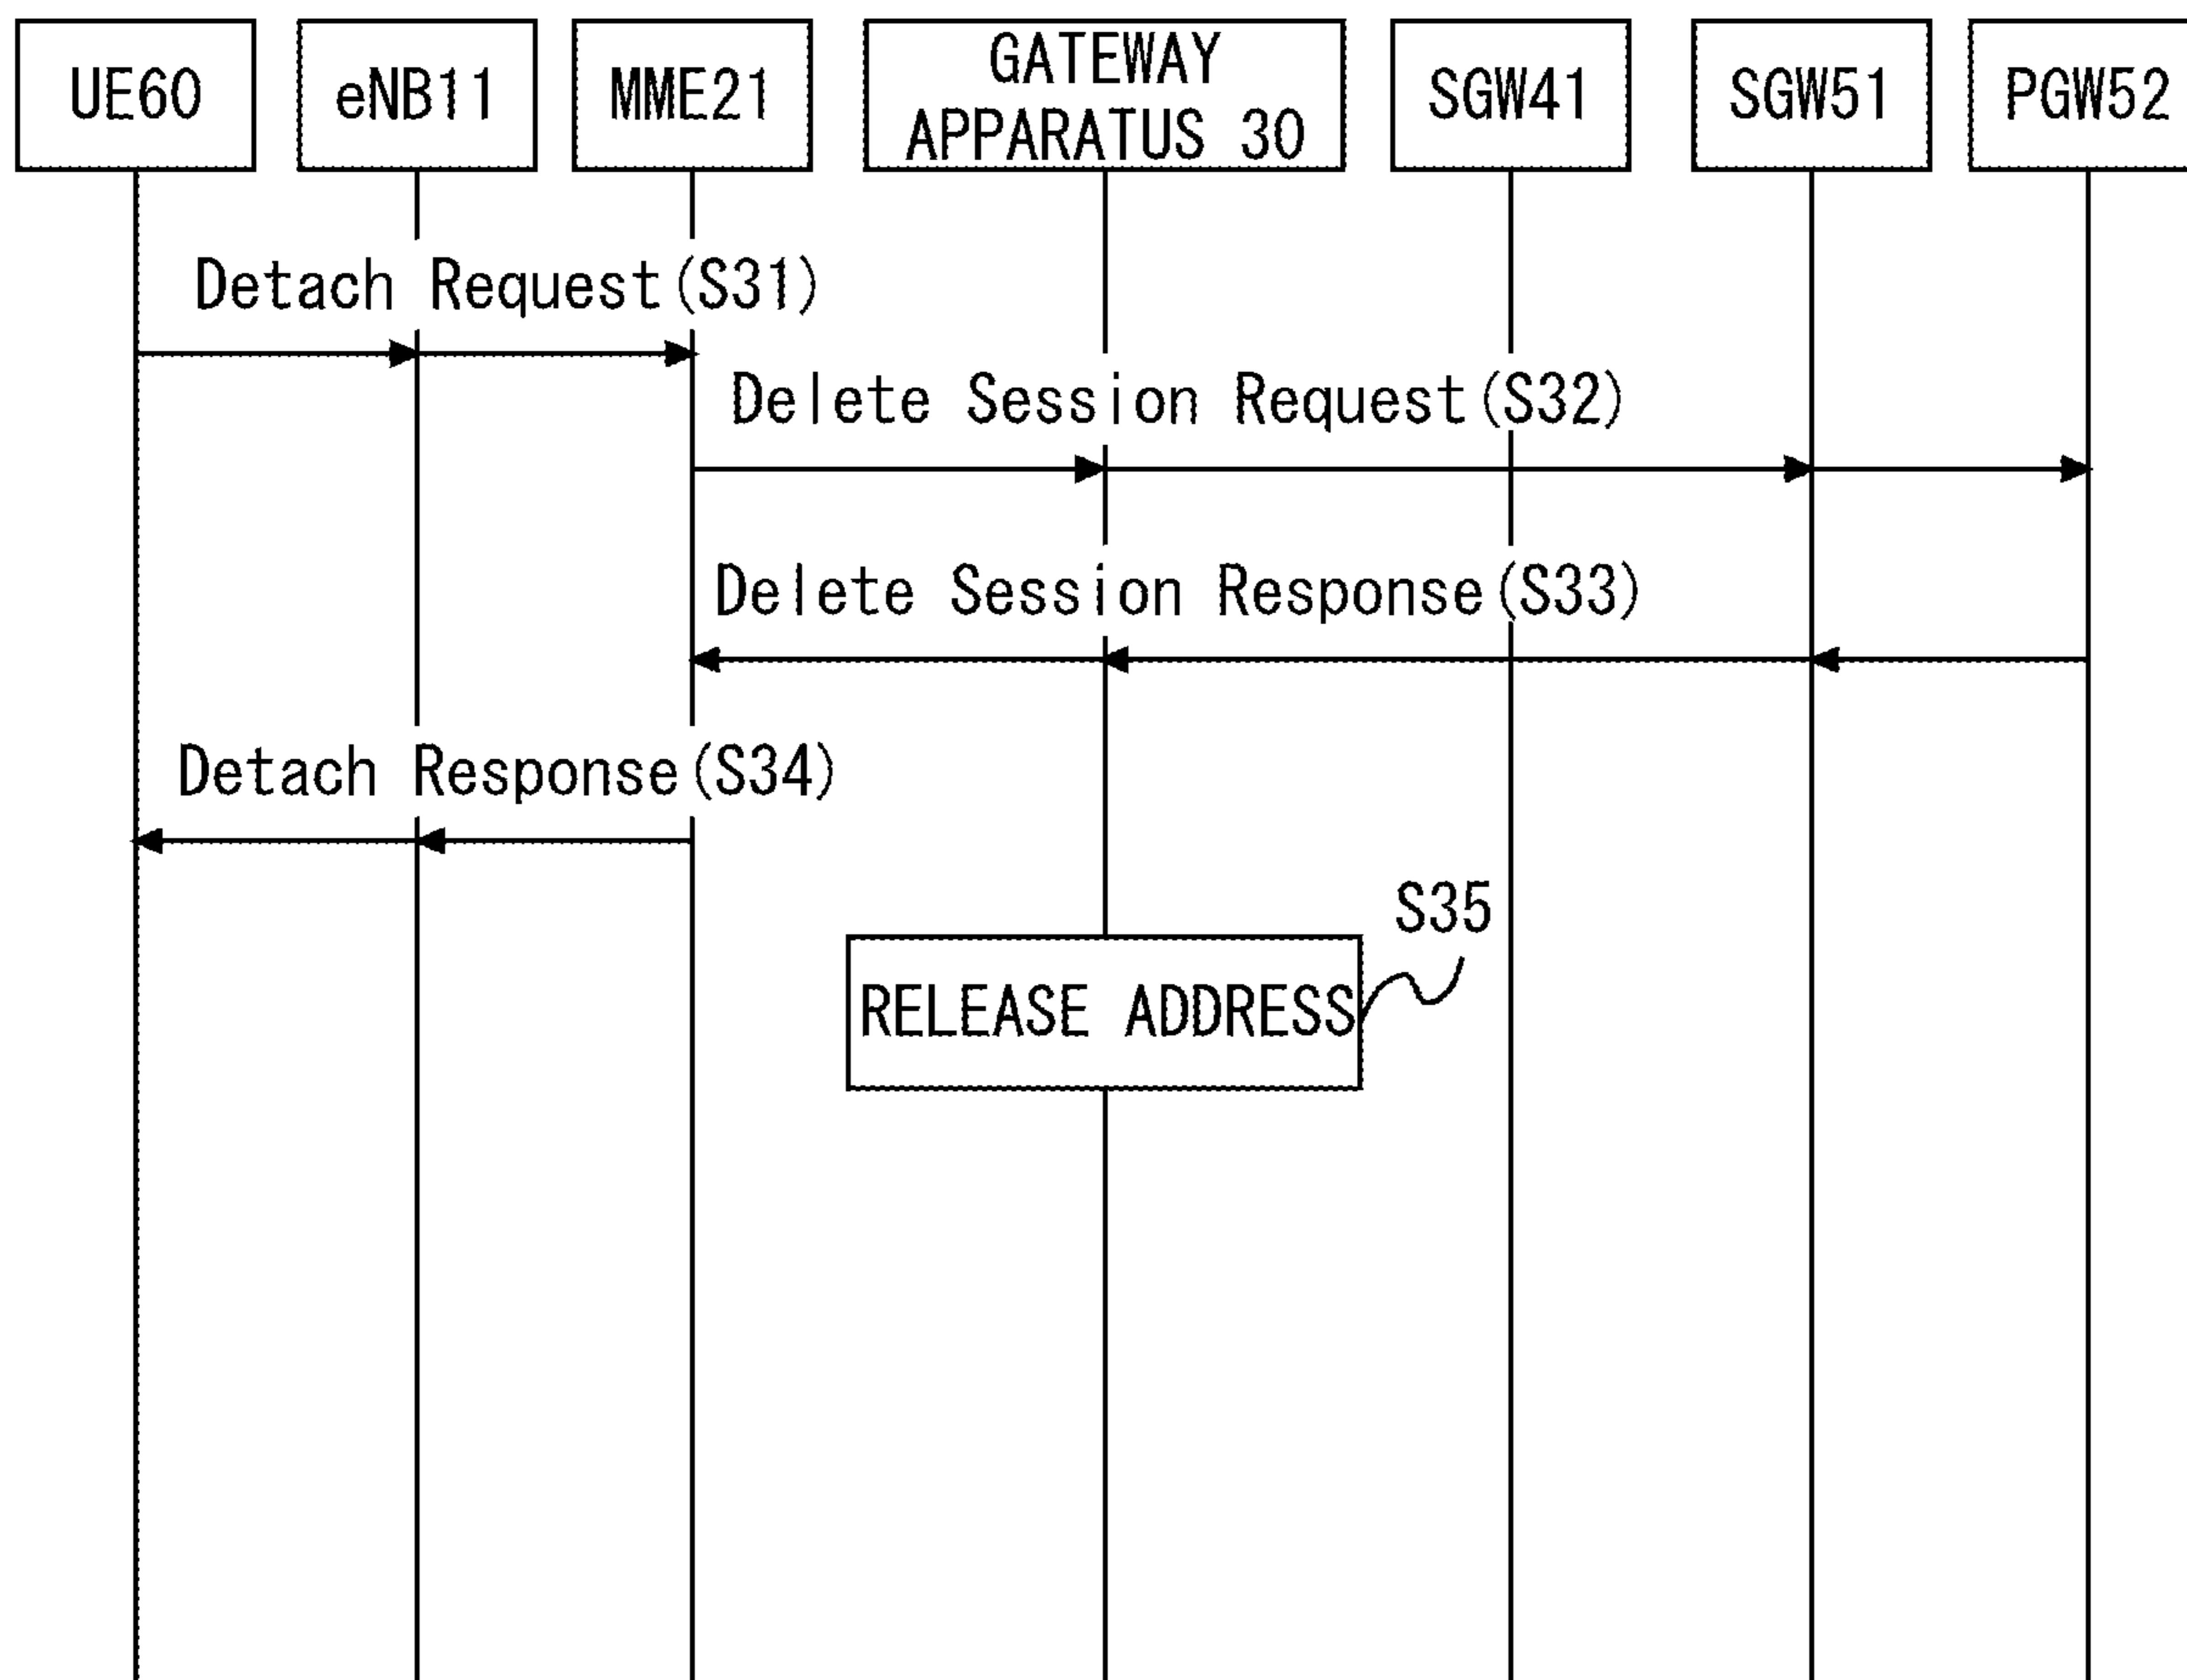 UE60
eNB11
MME21
GATEWAY
APPARATUS 30
SGW41
SGW51
PGW52
Detach Request(S31)
Delete Session Request(S32)
Delete Session Response(S33)
Detach Response(S34)
S35
RELEASE ADDRESS